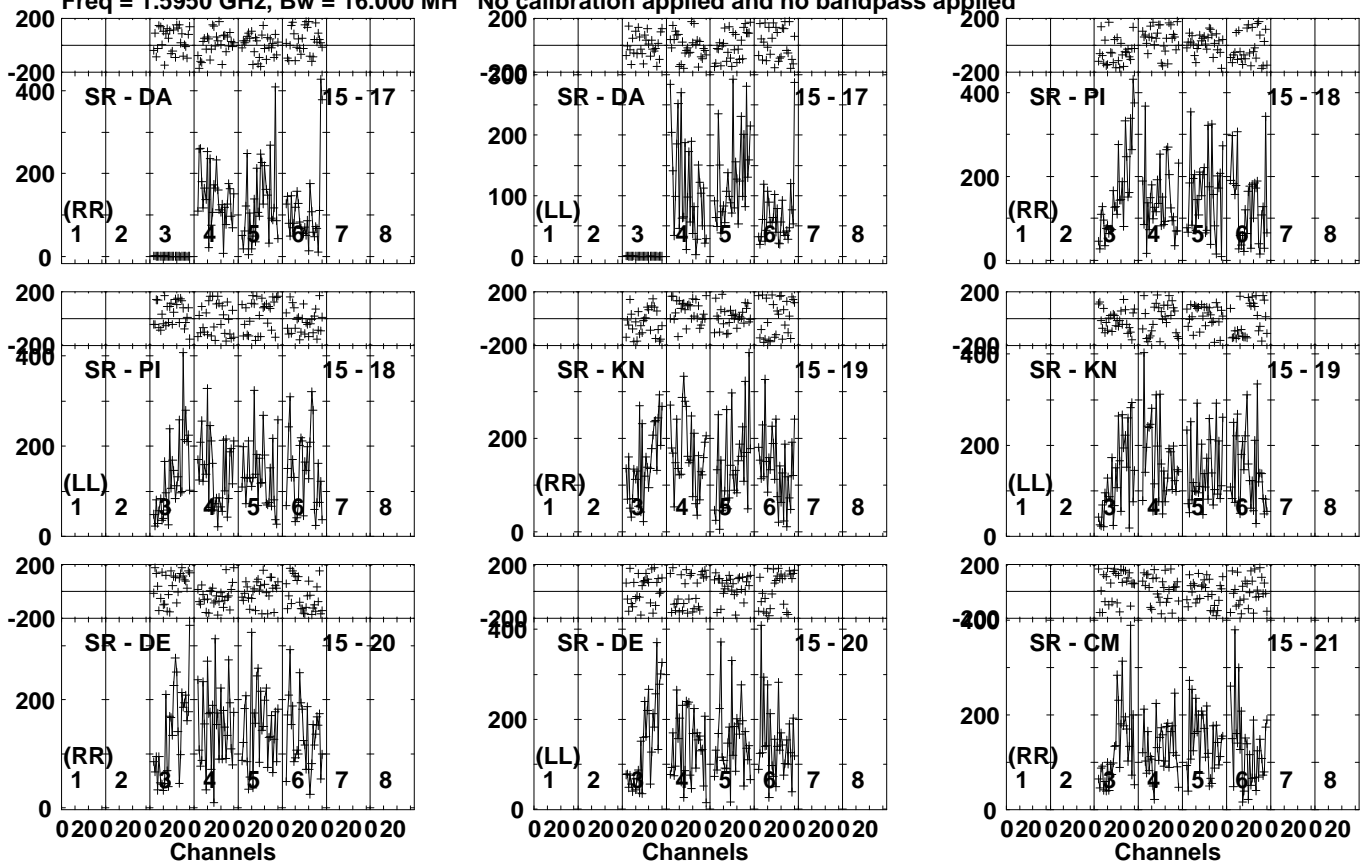 Freq = 1.5950 GHz, Bw = 16.000 MH No calibration applied and no bandpass applied
200 200 200
-200 -200 -200
400 300 400
SR - DA 15 - 17 SR - DA 15 - 17 SR - PI 15 - 18
200 200 200
100
(RR) (LL) (RR)
1 2 3 4 5 6 7 8 1 2 3 4 5 6 7 8 1 2 3 4 5 6 7 8
0 0 0
200 200 200
-200 -200 -200
400 400
SR - PI 15 - 18 SR - KN 15 - 19 SR - KN 15 - 19
200 200 200
(LL) (RR) (LL)
1 2 3 4 5 6 7 8 1 2 3 4 5 6 7 8 1 2 3 4 5 6 7 8
0 0 0
200 200 200
-200 -200 -200
400 400
SR - DE 15 - 20 SR - DE 15 - 20 SR - CM 15 - 21
200 200 200
(RR) (LL) (RR)
1 2 3 4 5 6 7 8 1 2 3 4 5 6 7 8 1 2 3 4 5 6 7 8
0 0 0
0 20 0 20 0 20 0 20 0 20 0 20 0 20 0 20 0 20 0 20 0 20 0 20 0 20 0 20 0 20 0 20 0 20 0 20 0 20 0 20 0 20 0 20 0 20 0 20
Channels Channels Channels